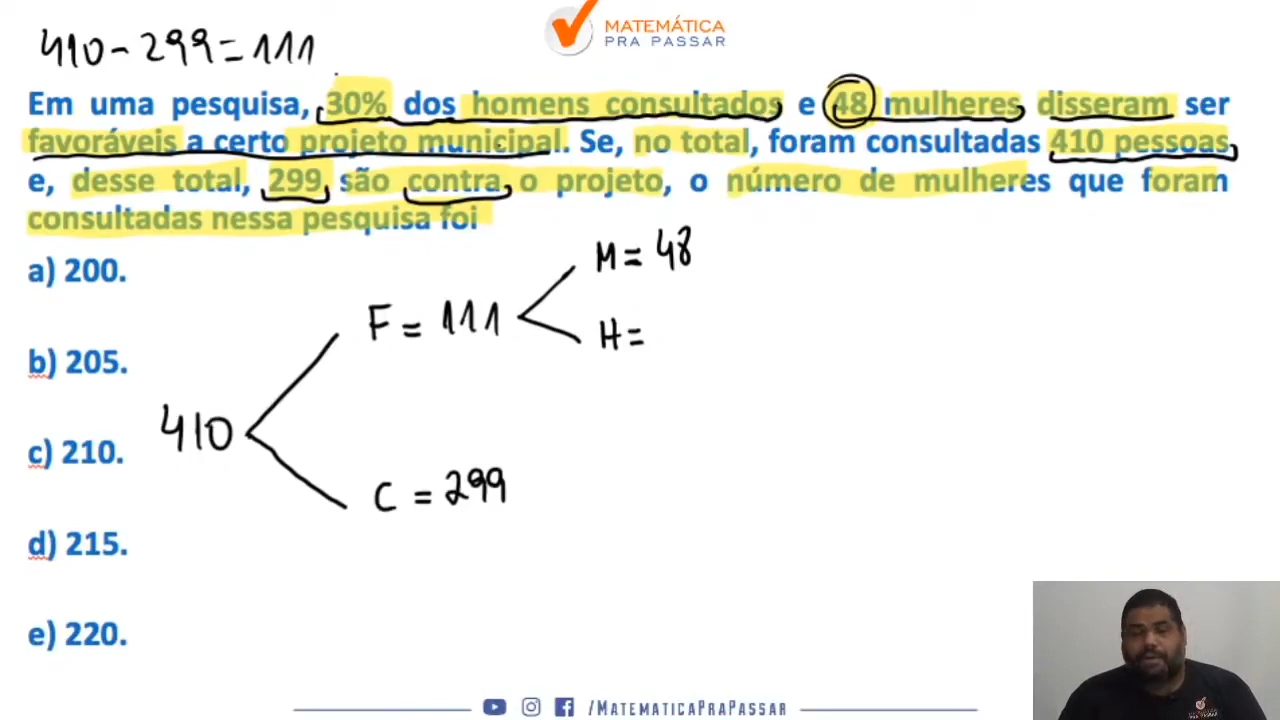 MATEMÁTICA
PRA PASSAR
410 - 299 = 111
Em uma pesquisa, 30% dos homens consultados e 48 mulheres disseram ser
favoráveis a certo projeto municipal. Se, no total, foram consultadas 410 pessoas
e, desse total, 299 são contra o projeto, o número de mulheres que foram
consultadas nessa pesquisa foi
a) 200.
b) 205.
c) 210.
d) 215.
e) 220.
410
F = 111
M = 48
H =
C = 299
/MATEMATICAPRAPASSAR